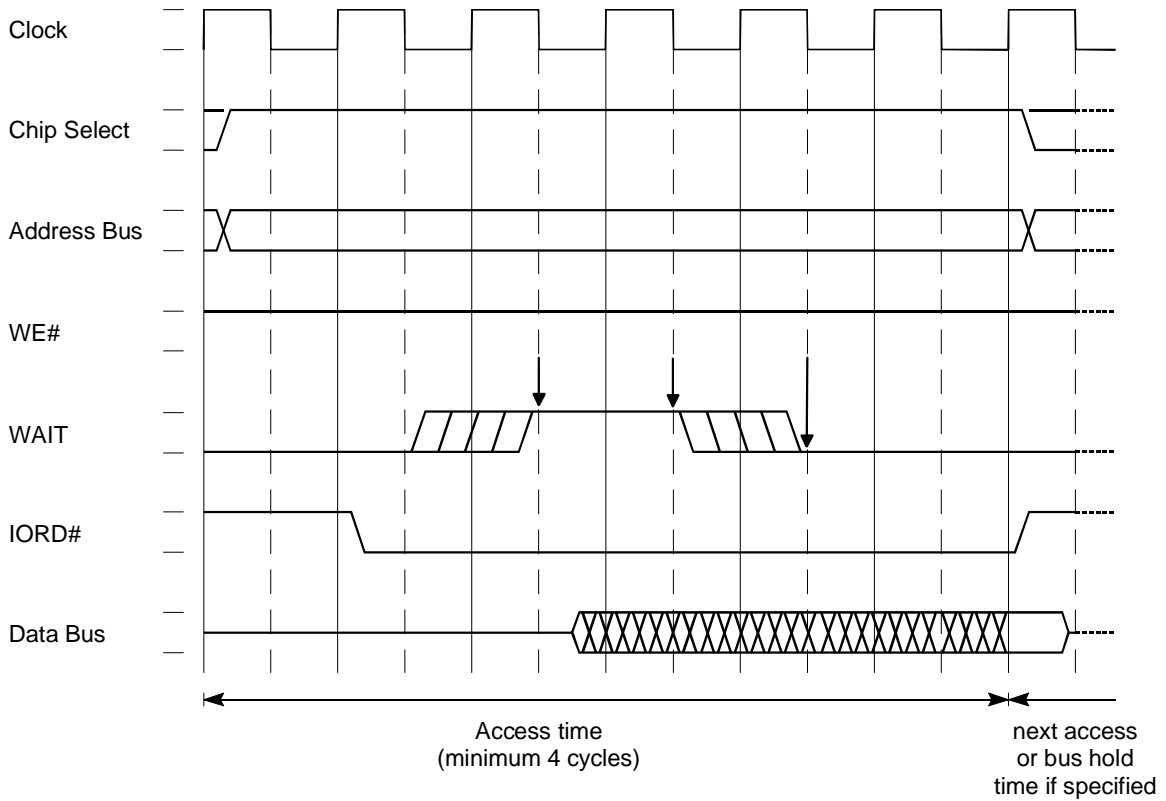 Clock
Chip Select
Address Bus
WE#
WAIT
IORD#
Data Bus
Access time
(minimum 4 cycles)
next access
or bus hold
time if specified